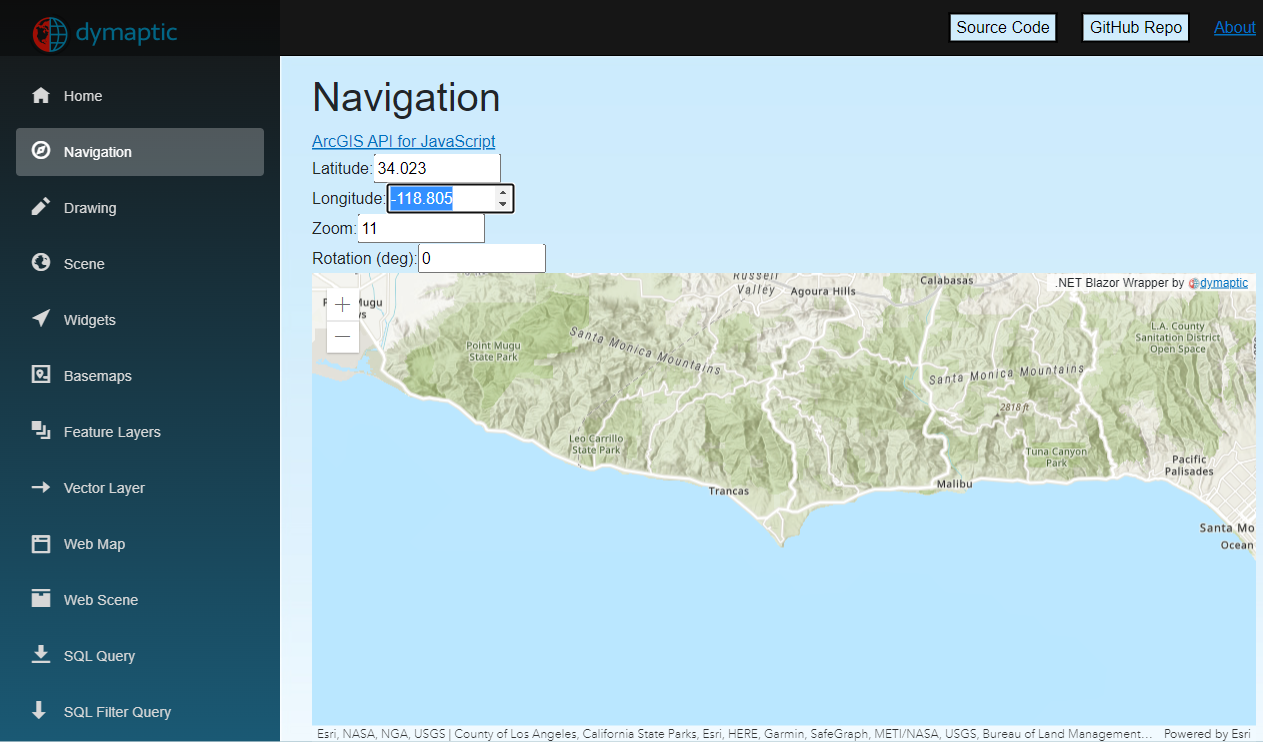 dymaptic
Source Code GitHub Repo About
Home
Navigation
Drawing
Scene
Widgets
Basemaps
Feature Layers
Vector Layer
Web Map
Web Scene
SQL Query
SQL Filter Query
Navigation
ArcGIS API for JavaScript
Latitude: 34.023
Longitude: -118.805
Zoom: 11
Rotation (deg): 0
.NET Blazor Wrapper by dymaptic
Russell
Valley
Agoura Hills
Calabasas
Mugu
Point Mugu
State Park
Santa Monica Mountains
L.A. County
Sanitation District
Open Space
Santa Monica Mountains
2818 ft
Leo Carrillo
State Park
Tuna Canyon
Park
Pacific
Palisades
Trancas
Malibu
Santa Mo
Ocean
Esri, NASA, NGA, USGS | County of Los Angeles, California State Parks, Esri, HERE, Garmin, SafeGraph, METI/NASA, USGS, Bureau of Land Management... Powered by Esri